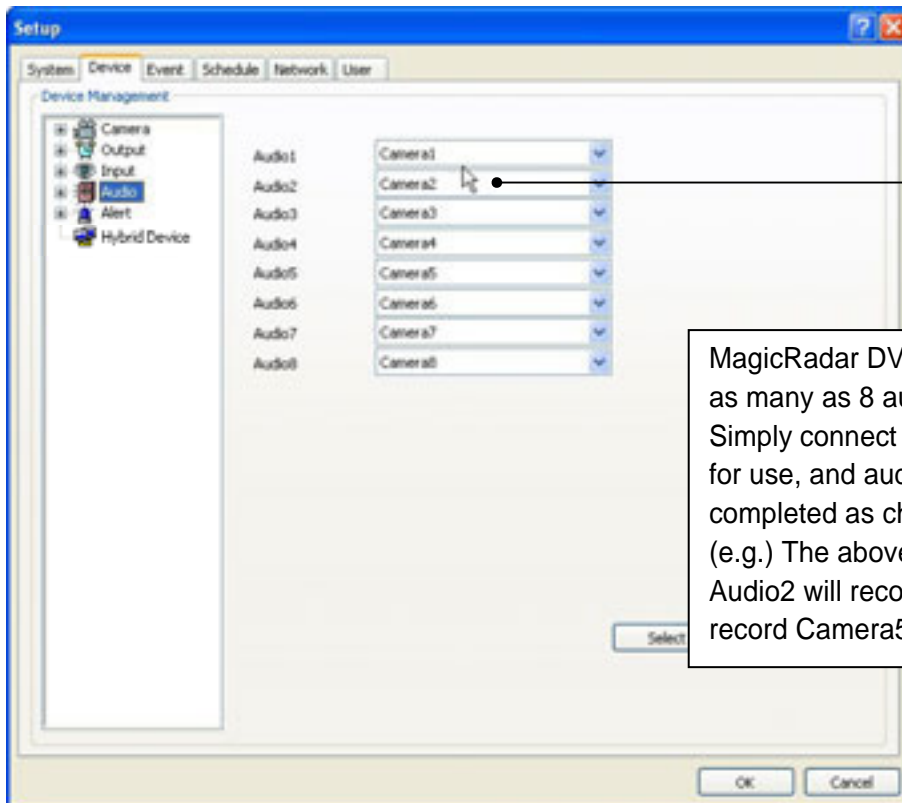 Setup
System Device Event Schedule Network User
Device Management
Camera
Output
Input
Audio
Alert
Hybrid Device
Audio1 Camera1
Audio2 Camera2
Audio3 Camera3
Audio4 Camera4
Audio5 Camera5
Audio6 Camera6
Audio7 Camera7
Audio8 Camera8
MagicRadar DV
as many as 8 au
Simply connect
for use, and aud
completed as ch
(e.g.) The above
Audio2 will reco
record Camera5
Select
OK Cancel